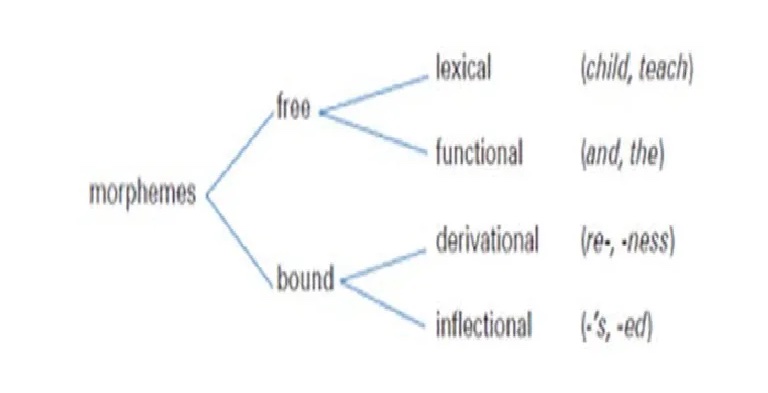 lexical (child, teach)
free
functional (and, the)
morphemes
derivational (re-, -ness)
bound
inflectional (-'s, -ed)